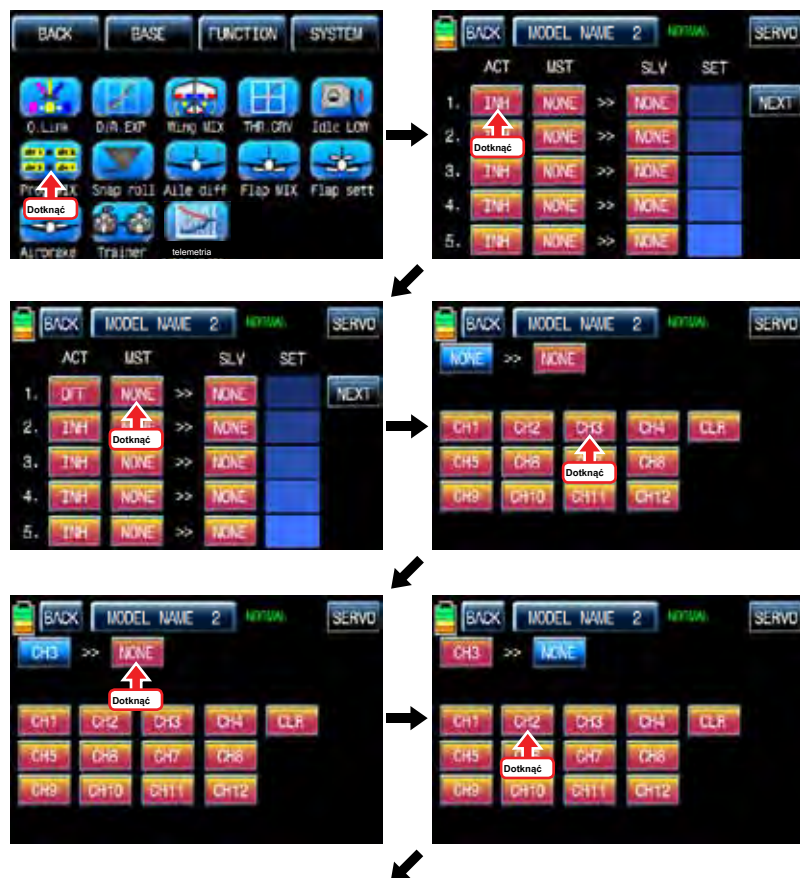 BACK BASE FUNCTION SYSTEM
Q.Link D/R.EXP Wing MIX THR.CRV Idle LOW
Snap roll Aile diff Flap MIX Flap sett
Dotknąć
Airbrake Trainer telemetria
BACK MODEL NAME 2 NORMAL SERVO
ACT MST SLV SET
1. INH NONE >> NONE NEXT
2. NONE >> NONE
Dotknąć
3. INH NONE >> NONE
4. INH NONE >> NONE
5. INH NONE >> NONE
BACK MODEL NAME 2 NORMAL SERVO
ACT MST SLV SET
1. OFF NONE >> NONE NEXT
2. INH >> NONE
Dotknąć
3. INH NONE >> NONE
4. INH NONE >> NONE
5. INH NONE >> NONE
BACK MODEL NAME 2 NORMAL SERVO
NONE >> NONE
CH1 CH2 CH3 CH4 CLR
CH5 CH6 CH8
Dotknąć
CH9 CH10 CH11 CH12
BACK MODEL NAME 2 NORMAL SERVO
CH3 >> NONE
Dotknąć
CH1 CH2 CH3 CH4 CLR
CH5 CH6 CH7 CH8
CH9 CH10 CH11 CH12
BACK MODEL NAME 2 NORMAL SERVO
CH3 >> NONE
CH1 CH2 CH3 CH4 CLR
CH5 CH7 CH8
Dotknąć
CH9 CH10 CH11 CH12